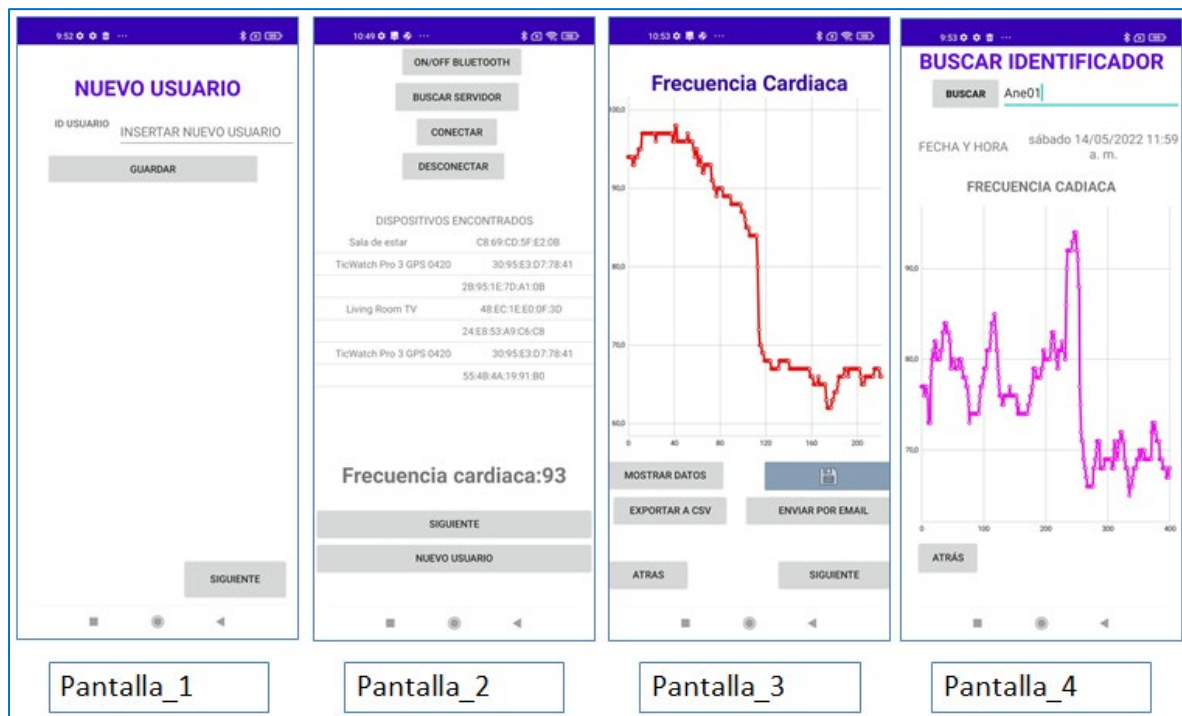 9:52
NUEVO USUARIO
ID USUARIO
INSERTAR NUEVO USUARIO
GUARDAR
SIGUIENTE
Pantalla_1
10:49
ON/OFF BLUETOOTH
BUSCAR SERVIDOR
CONECTAR
DESCONECTAR
DISPOSITIVOS ENCONTRADOS
Sala de estar C8:69:CD:5F:E2:0B
TicWatch Pro 3 GPS 0420 30:95:E3:D7:78:41
2B:95:1E:7D:A1:0B
Living Room TV 48:EC:1E:E0:0F:3D
24:E8:53:A9:C6:C8
TicWatch Pro 3 GPS 0420 30:95:E3:D7:78:41
55:4B:4A:19:91:B0
Frecuencia cardiaca:93
SIGUIENTE
NUEVO USUARIO
Pantalla_2
10:53
Frecuencia Cardiaca
100,0
90,0
80,0
70,0
60,0
0 40 80 120 160 200
MOSTRAR DATOS
EXPORTAR A CSV ENVIAR POR EMAIL
ATRAS SIGUIENTE
Pantalla_3
9:53
BUSCAR IDENTIFICADOR
BUSCAR Ane01
FECHA Y HORA sábado 14/05/2022 11:59
a. m.
FRECUENCIA CADIACA
90,0
80,0
70,0
0 100 200 300 400
ATRÁS
Pantalla_4